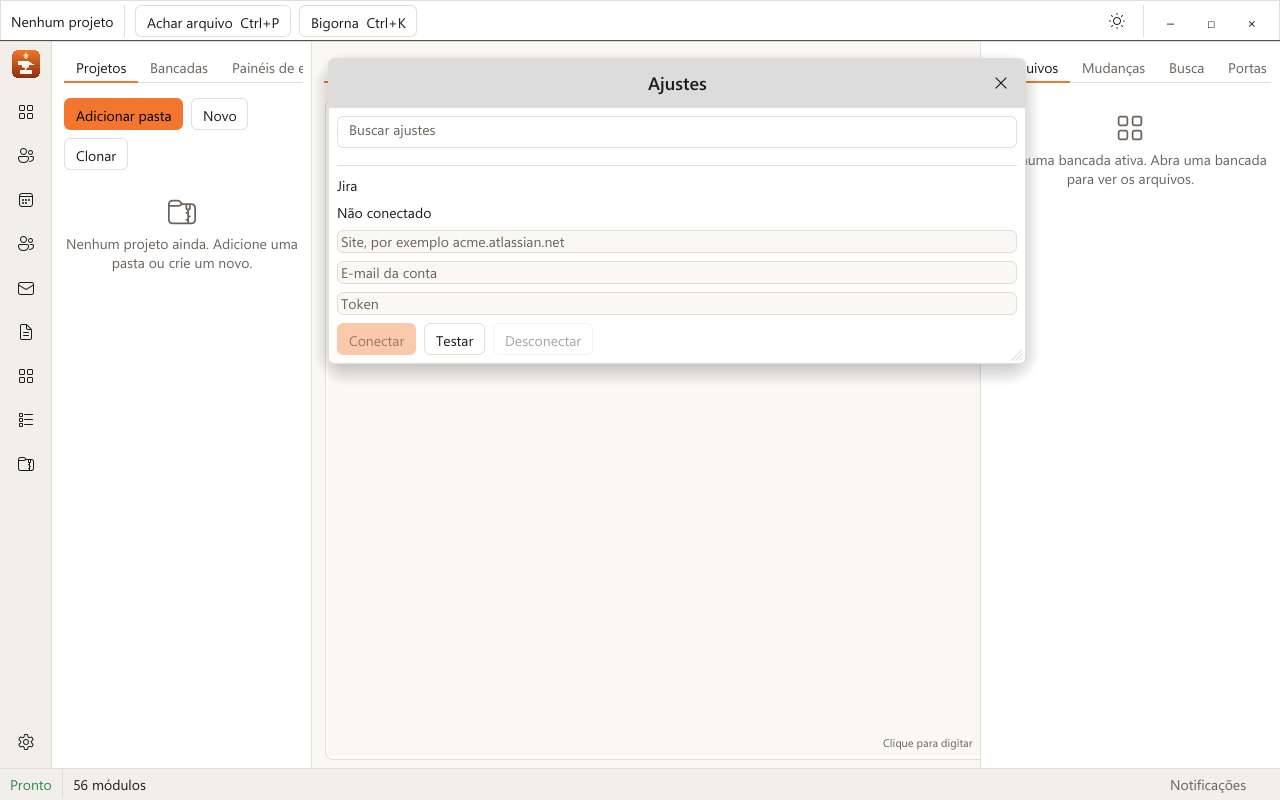 Nenhum projeto
Achar arquivo Ctrl+P
Bigorna Ctrl+K
Projetos
Bancadas
Painéis de e
Adicionar pasta
Novo
Clonar
Nenhum projeto ainda. Adicione uma
pasta ou crie um novo.
Ajustes
Buscar ajustes
Jira
Não conectado
Site, por exemplo acme.atlassian.net
E-mail da conta
Token
Conectar
Testar
Desconectar
uivos
Mudanças
Busca
Portas
uma bancada ativa. Abra uma bancada
para ver os arquivos.
Clique para digitar
Pronto
56 módulos
Notificações